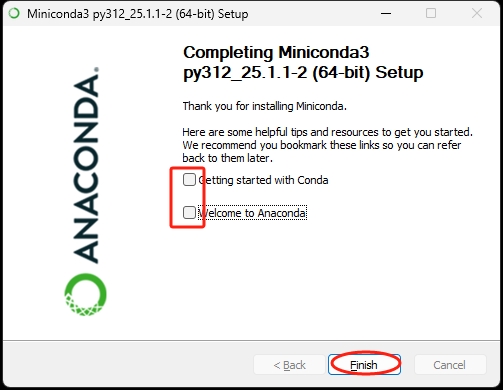 Miniconda3 py312_25.1.1-2 (64-bit) Setup
ANACONDA.
Completing Miniconda3
py312_25.1.1-2 (64-bit) Setup
Thank you for installing Miniconda.
Here are some helpful tips and resources to get you started.
We recommend you bookmark these links so you can refer
back to them later.
Getting started with Conda
Welcome to Anaconda
< Back
Finish
Cancel